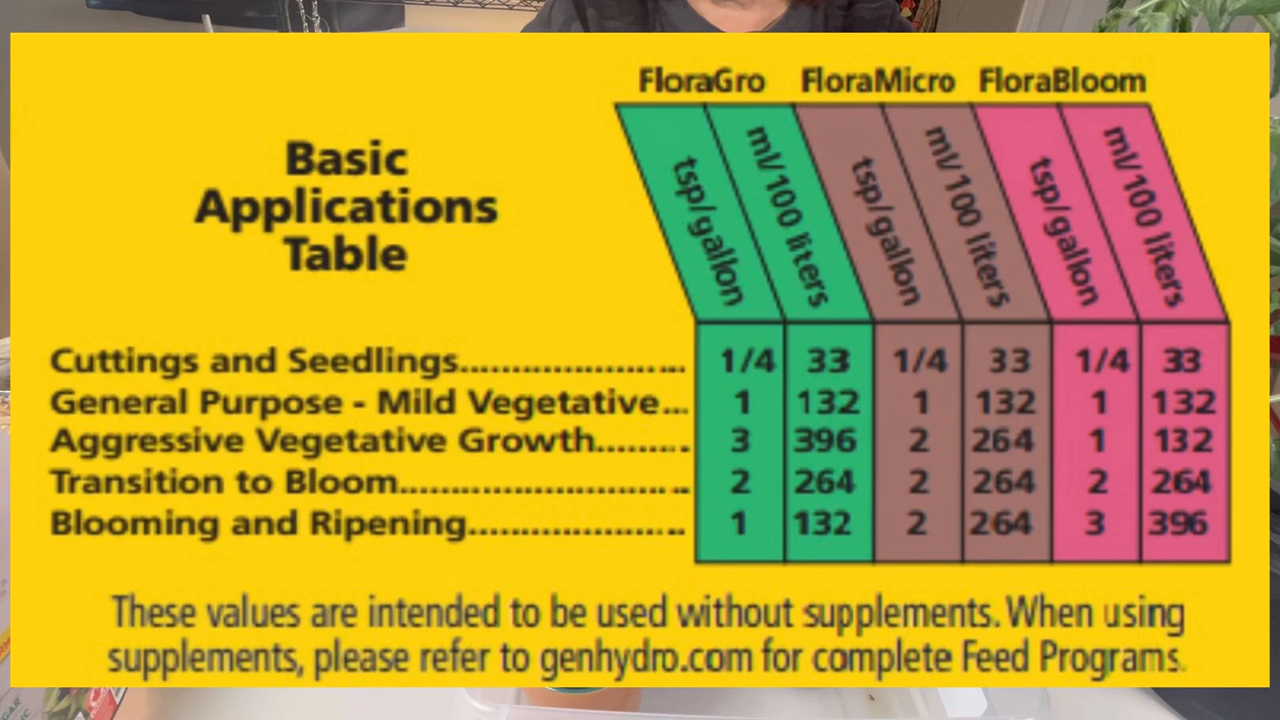 FloraGro FloraMicro FloraBloom
Basic
Applications
Table
tsp/gallon ml/100 liters tsp/gallon ml/100 liters tsp/gallon ml/100 liters
Cuttings and Seedlings........................ 1/4 33 1/4 33 1/4 33
General Purpose - Mild Vegetative... 1 132 1 132 1 132
Aggressive Vegetative Growth......... 3 396 2 264 1 132
Transition to Bloom............................. 2 264 2 264 2 264
Blooming and Ripening...................... 1 132 2 264 3 396
These values are intended to be used without supplements. When using
supplements, please refer to genhydro.com for complete Feed Programs.